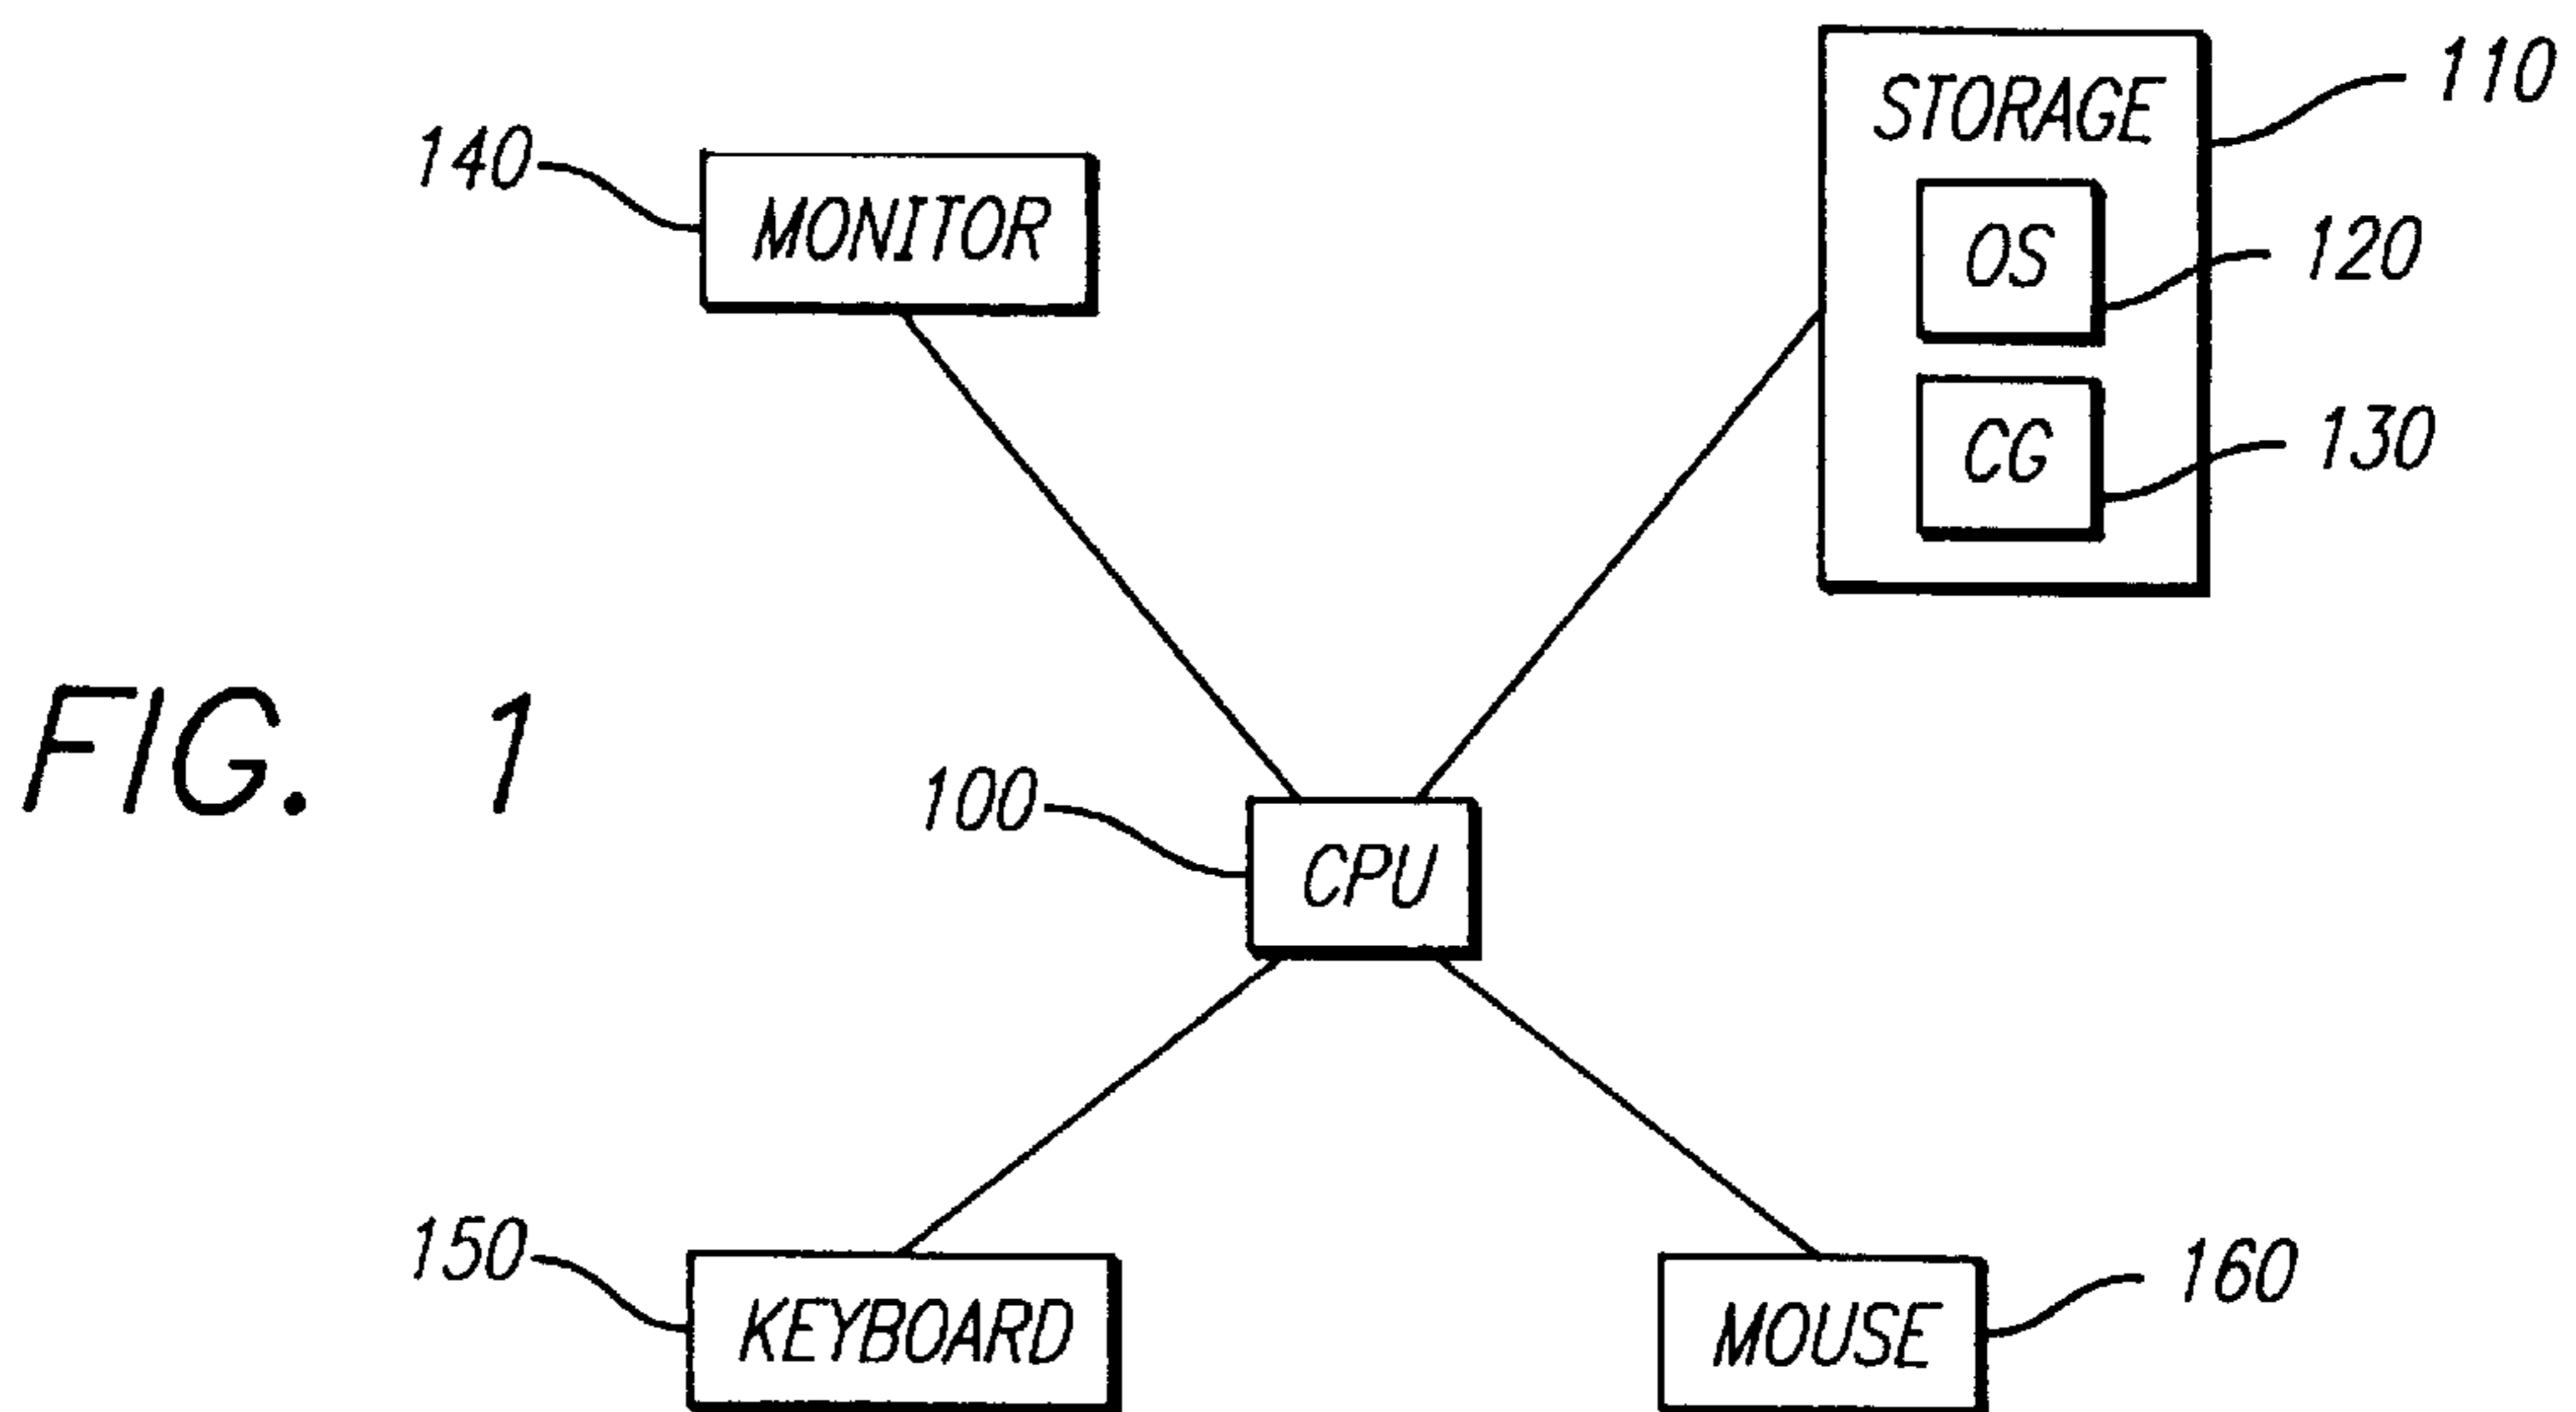 STORAGE
110
140
MONITOR
OS
120
CG
130
FIG. 1
100
CPU
150
KEYBOARD
MOUSE
160